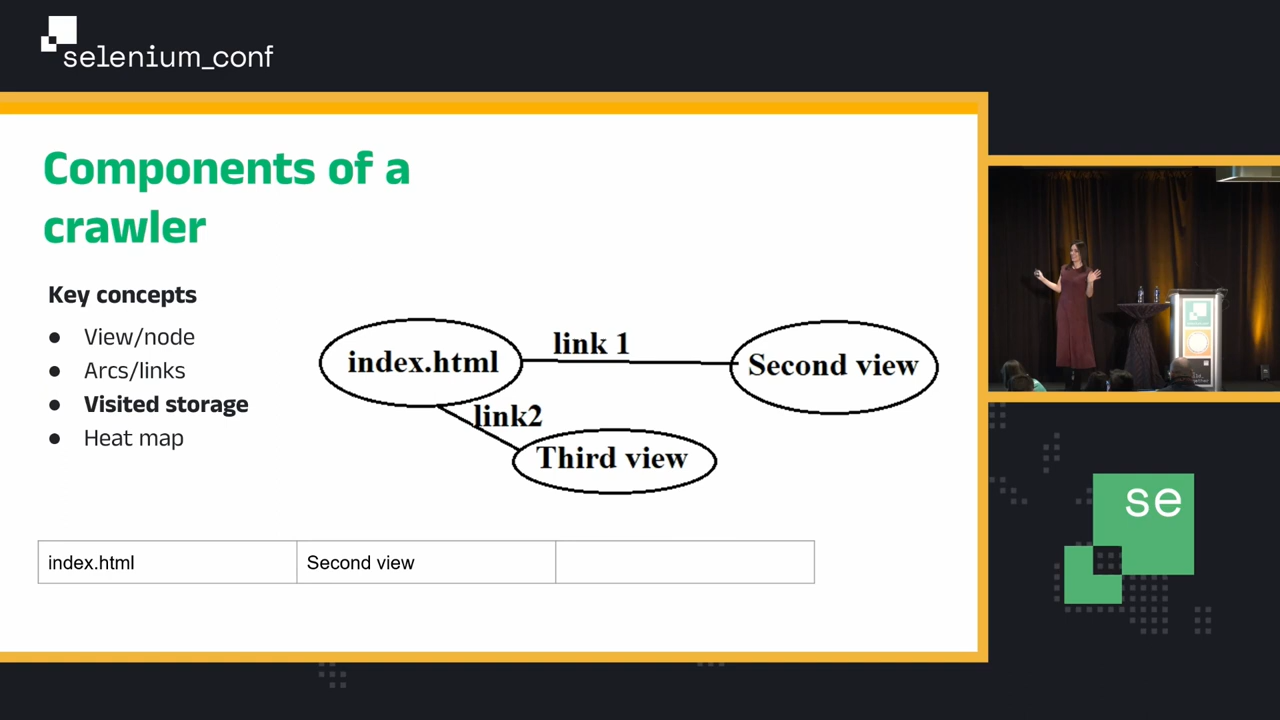 selenium_conf
Components of a
crawler
Key concepts
● View/node
● Arcs/links
● Visited storage
● Heat map
index.html
link 1
Second view
link2
Third view
index.html
Second view
se